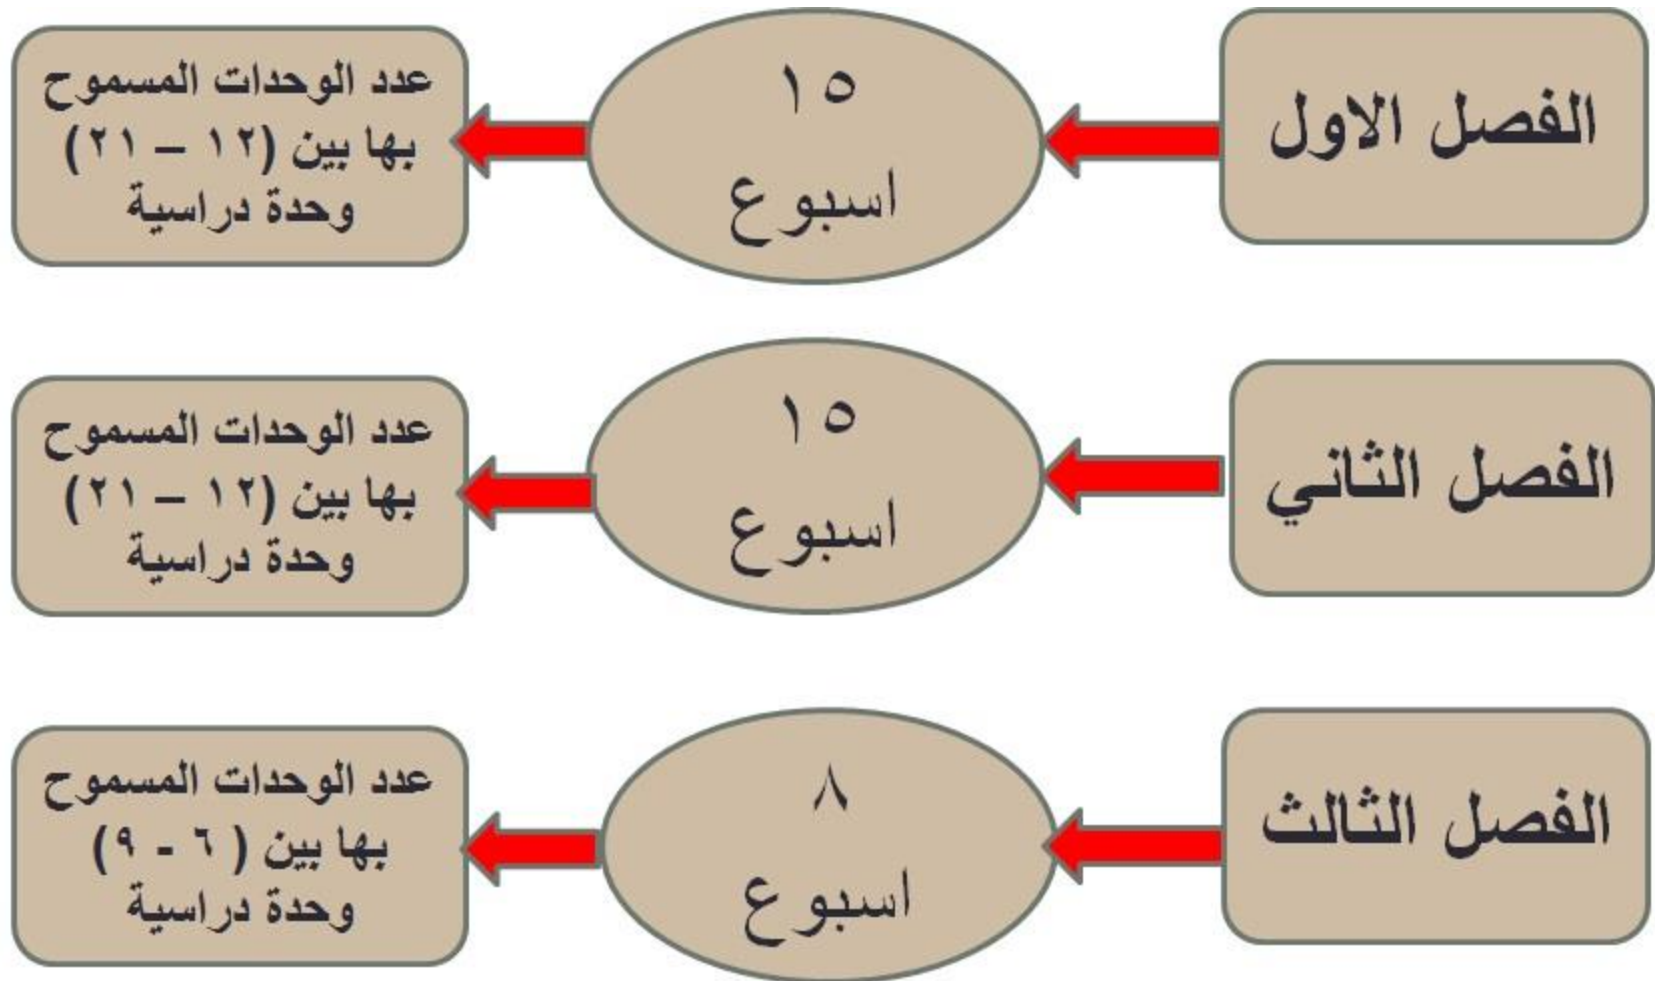 الفصل الاول
١٥
اسبوع
عدد الوحدات المسموح
بها بين (١٢ – ٢١)
وحدة دراسية
الفصل الثاني
١٥
اسبوع
عدد الوحدات المسموح
بها بين (١٢ – ٢١)
وحدة دراسية
الفصل الثالث
٨
اسبوع
عدد الوحدات المسموح
بها بين ( ٦ - ٩)
وحدة دراسية